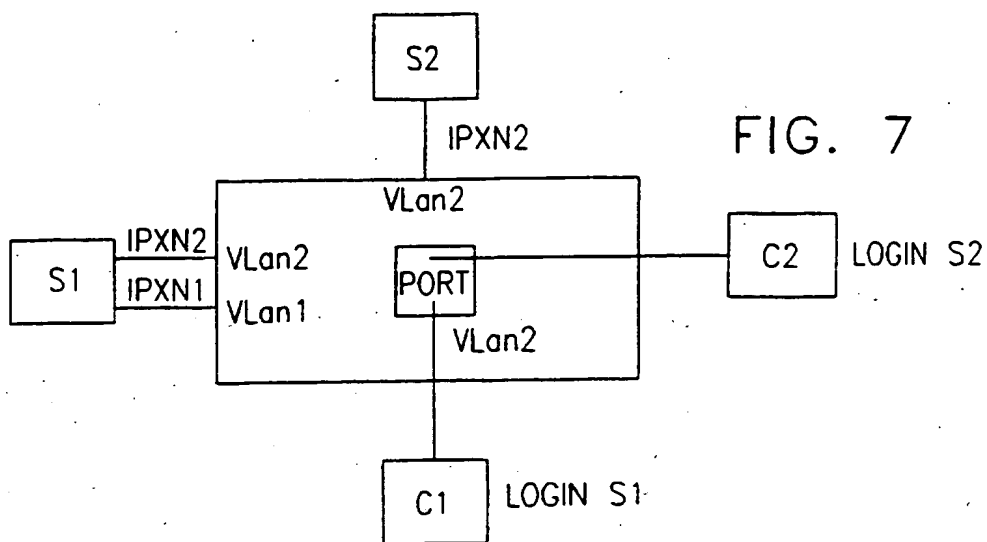 S2
FIG. 7
IPXN2
VLan2
IPXN2
VLan2
C2
LOGIN S2
S1
IPXN1
PORT
VLan1
VLan2
C1
LOGIN S1